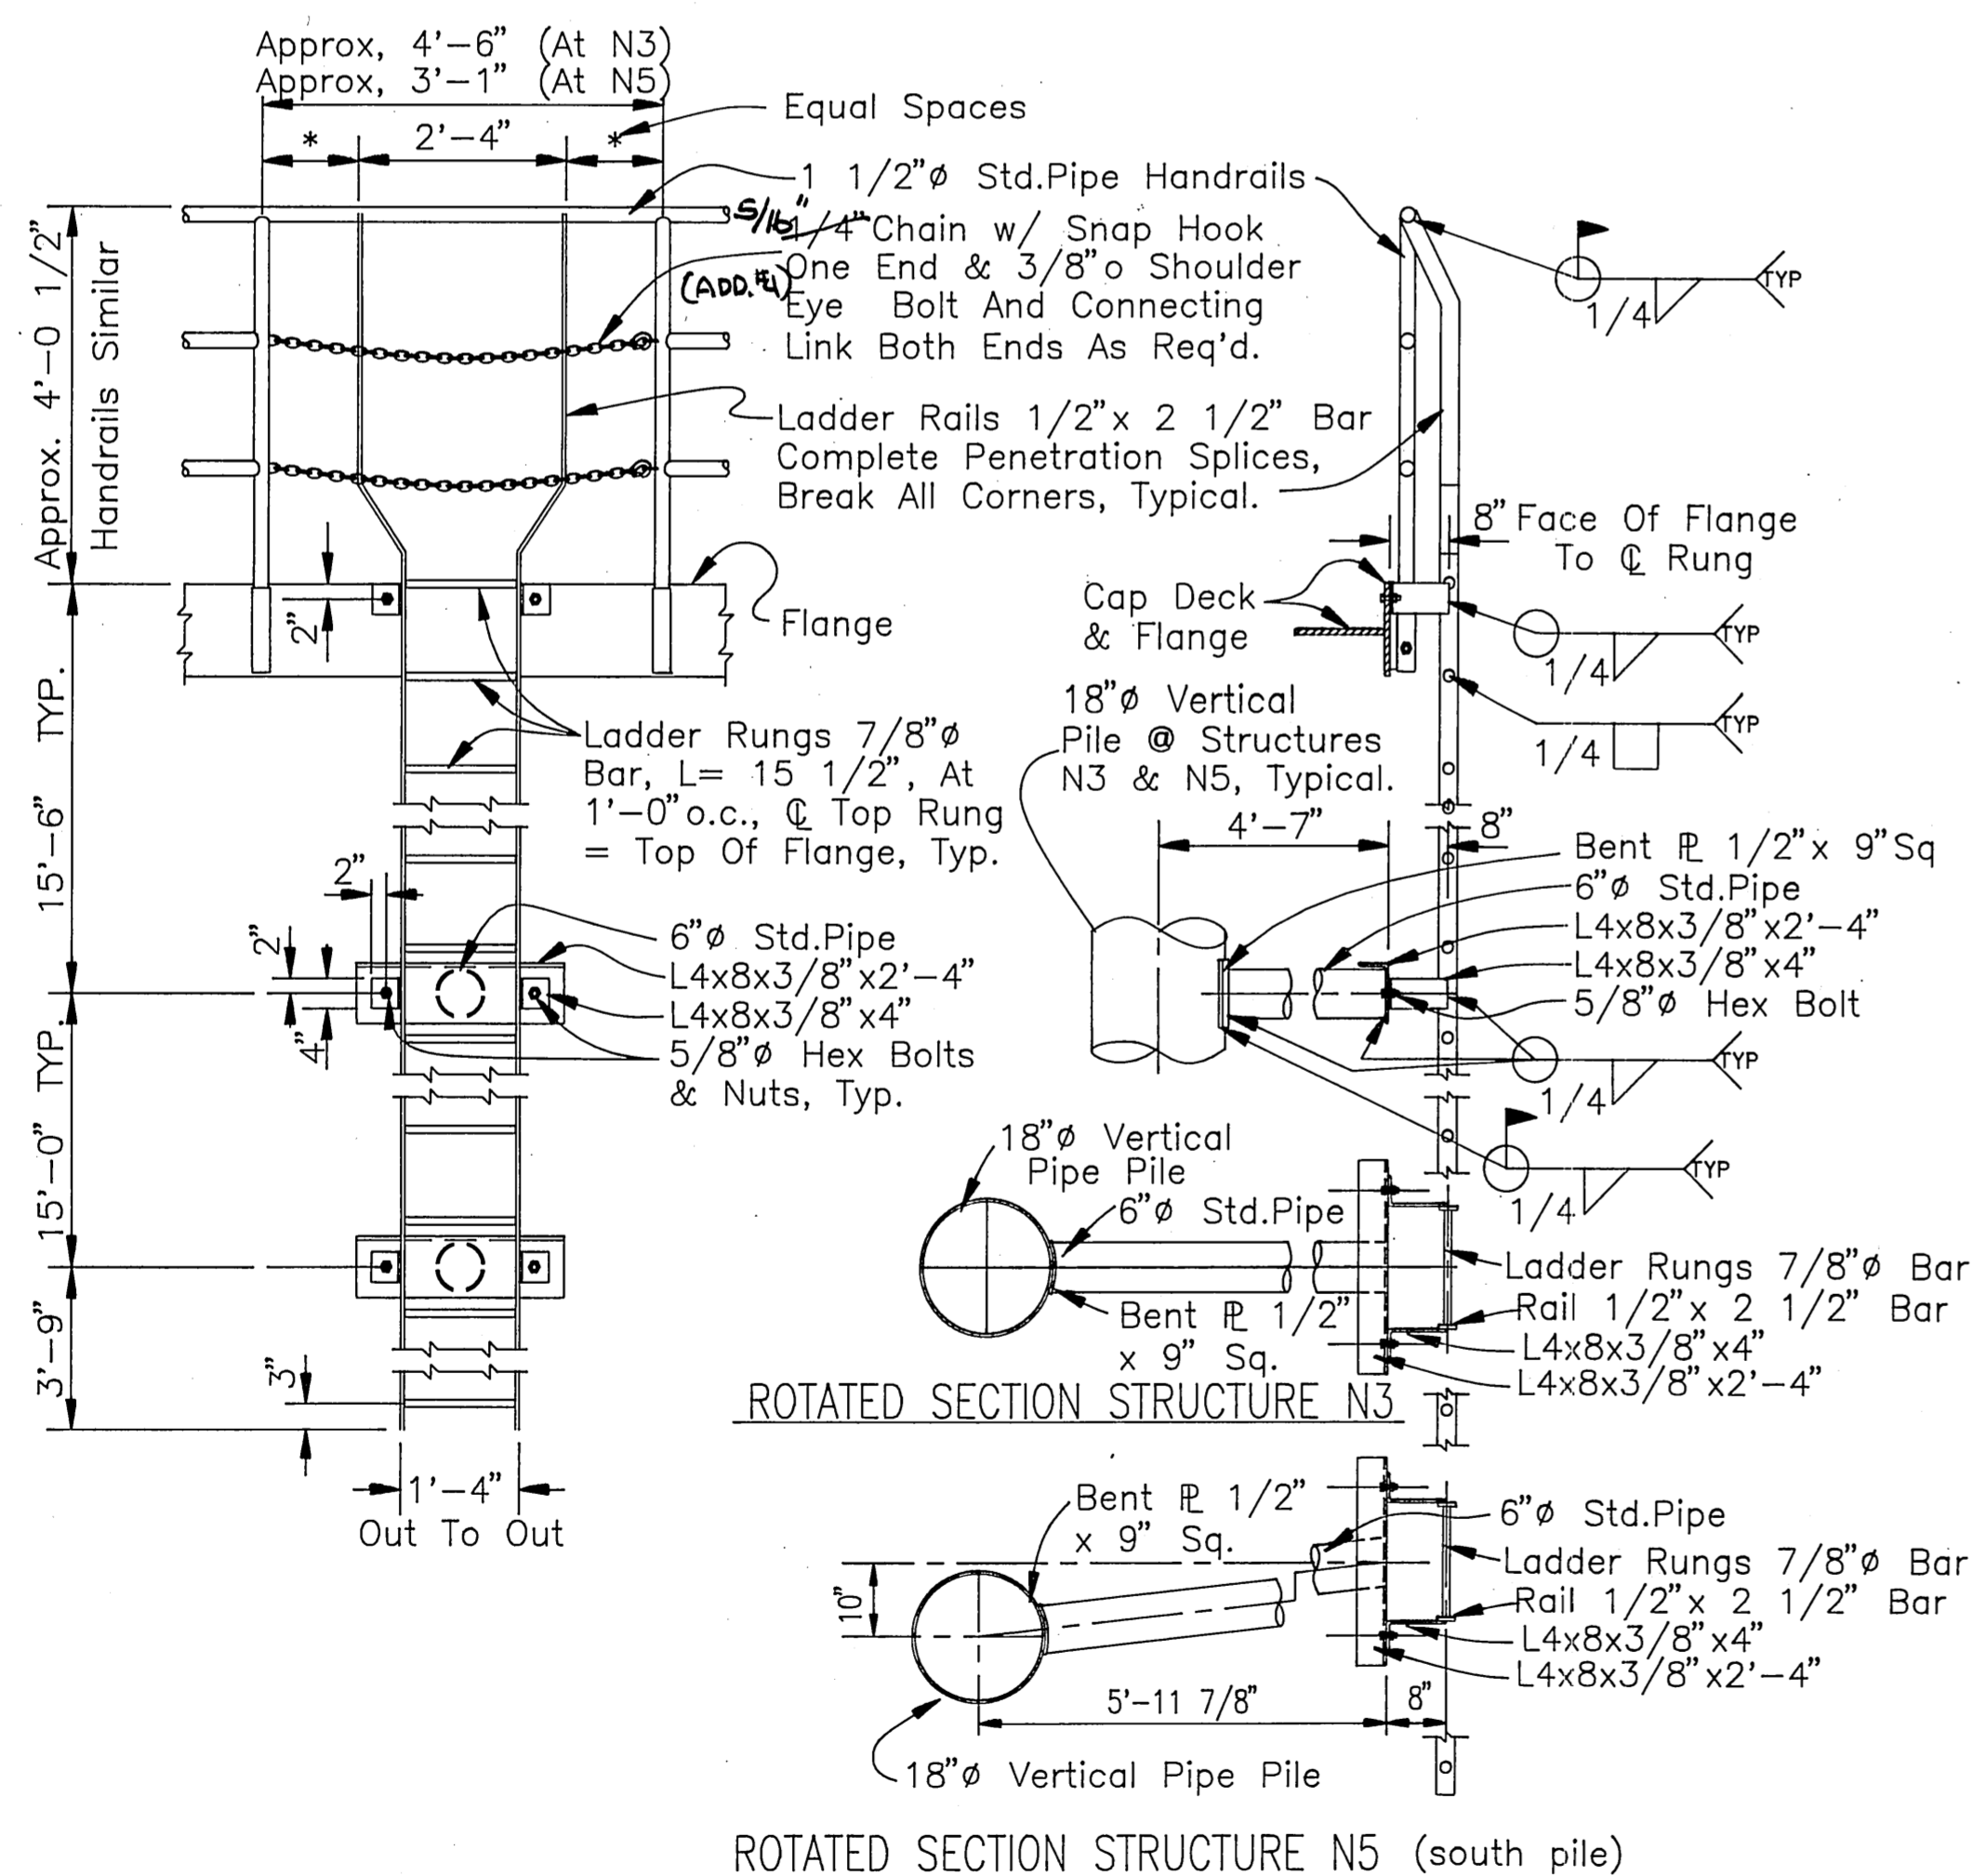 Approx, 4'-6" (At N3)
Approx, 3'-1" (At N5)
Equal Spaces
* 2'-4" *
1 1/2"ø Std.Pipe Handrails
5/16"
1/4" Chain w/ Snap Hook
One End & 3/8"o Shoulder
(ADD.#4)
Eye Bolt And Connecting
Link Both Ends As Req'd.
Approx. 4'-0 1/2"
Handrails Similar
Ladder Rails 1/2"x 2 1/2" Bar
Complete Penetration Splices,
Break All Corners, Typical.
1/4
TYP
8" Face Of Flange
To ℄ Rung
Cap Deck
& Flange
1/4
TYP
1/4
TYP
2"
Flange
15'-6" TYP.
Ladder Rungs 7/8"ø
Bar, L= 15 1/2", At
1'-0"o.c., ℄ Top Rung
= Top Of Flange, Typ.
18"ø Vertical
Pile @ Structures
N3 & N5, Typical.
4'-7"
8"
Bent ℙL 1/2"x 9"Sq
6"ø Std.Pipe
L4x8x3/8"x2'-4"
L4x8x3/8"x4"
5/8"ø Hex Bolt
2"
2"
4"
6"ø Std.Pipe
L4x8x3/8"x2'-4"
L4x8x3/8"x4"
5/8"ø Hex Bolts
& Nuts, Typ.
1/4
TYP
1/4
TYP
15'-0" TYP.
3'-9"
3"
1'-4"
Out To Out
18"ø Vertical
Pipe Pile
6"ø Std.Pipe
Bent ℙL 1/2"
x 9" Sq.
Ladder Rungs 7/8"ø Bar
Rail 1/2"x 2 1/2" Bar
L4x8x3/8"x4"
L4x8x3/8"x2'-4"
ROTATED SECTION STRUCTURE N3
Bent ℙL 1/2"
x 9" Sq.
10"
6"ø Std.Pipe
Ladder Rungs 7/8"ø Bar
Rail 1/2"x 2 1/2" Bar
L4x8x3/8"x4"
L4x8x3/8"x2'-4"
5'-11 7/8"
8"
18"ø Vertical Pipe Pile
ROTATED SECTION STRUCTURE N5 (south pile)